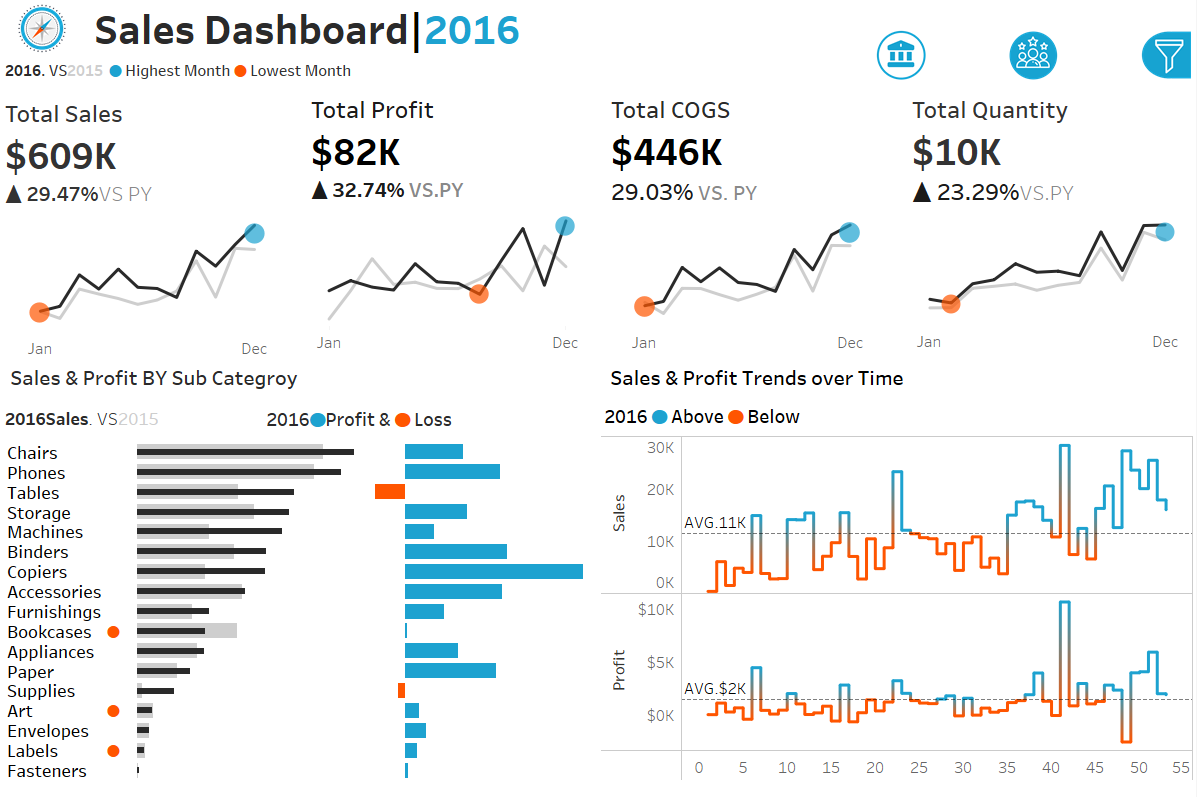 Sales Dashboard|2016
2016. VS2015 Highest Month Lowest Month
Total Sales
$609K
▲ 29.47%VS PY
Jan Dec
Total Profit
$82K
▲ 32.74% VS.PY
Jan Dec
Total COGS
$446K
29.03% VS. PY
Jan Dec
Total Quantity
$10K
▲ 23.29%VS.PY
Jan Dec
Sales & Profit BY Sub Categroy
2016Sales. VS2015
2016 Profit & Loss
Chairs
Phones
Tables
Storage
Machines
Binders
Copiers
Accessories
Furnishings
Bookcases
Appliances
Paper
Supplies
Art
Envelopes
Labels
Fasteners
Sales & Profit Trends over Time
2016 Above Below
Sales
30K
20K
AVG.11K
10K
0K
Profit
$10K
$5K
AVG.$2K
$0K
0 5 10 15 20 25 30 35 40 45 50 55